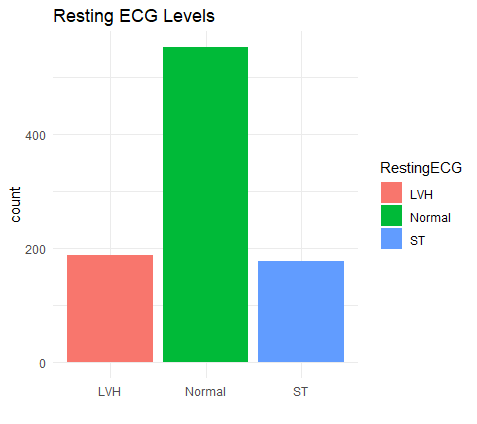 Resting ECG Levels
count
400
200
0
LVH
Normal
ST
RestingECG
LVH
Normal
ST